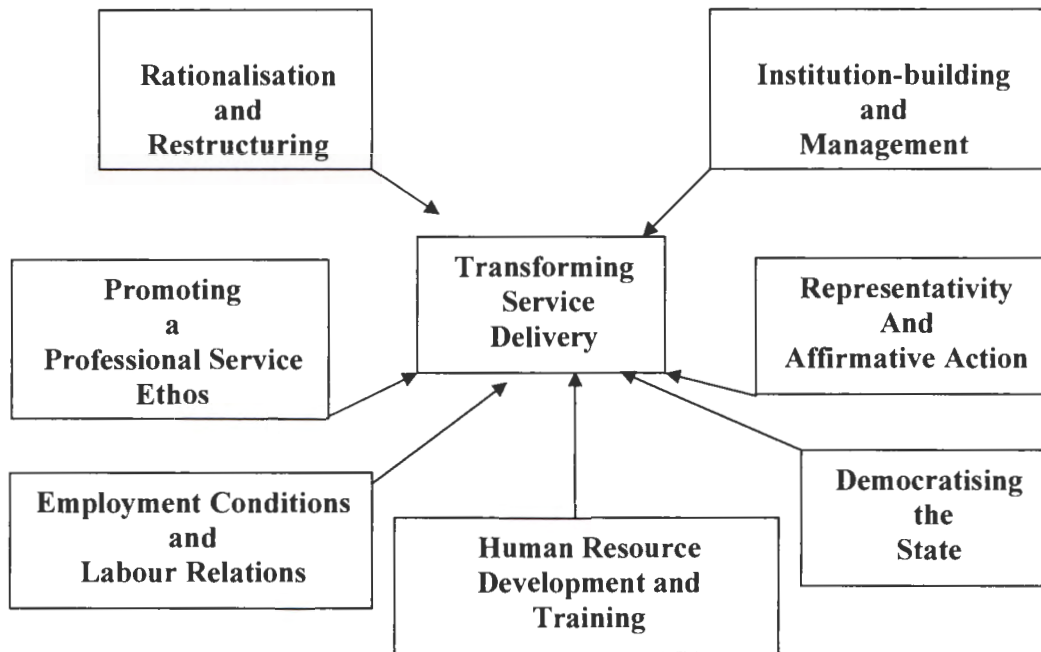 Rationalisation
and
Restructuring
Institution-building
and
Management
Transforming
Service
Delivery
Promoting
a
Professional Service
Ethos
Representativity
And
Affirmative Action
Employment Conditions
and
Labour Relations
Human Resource
Development and
Training
Democratising
the
State